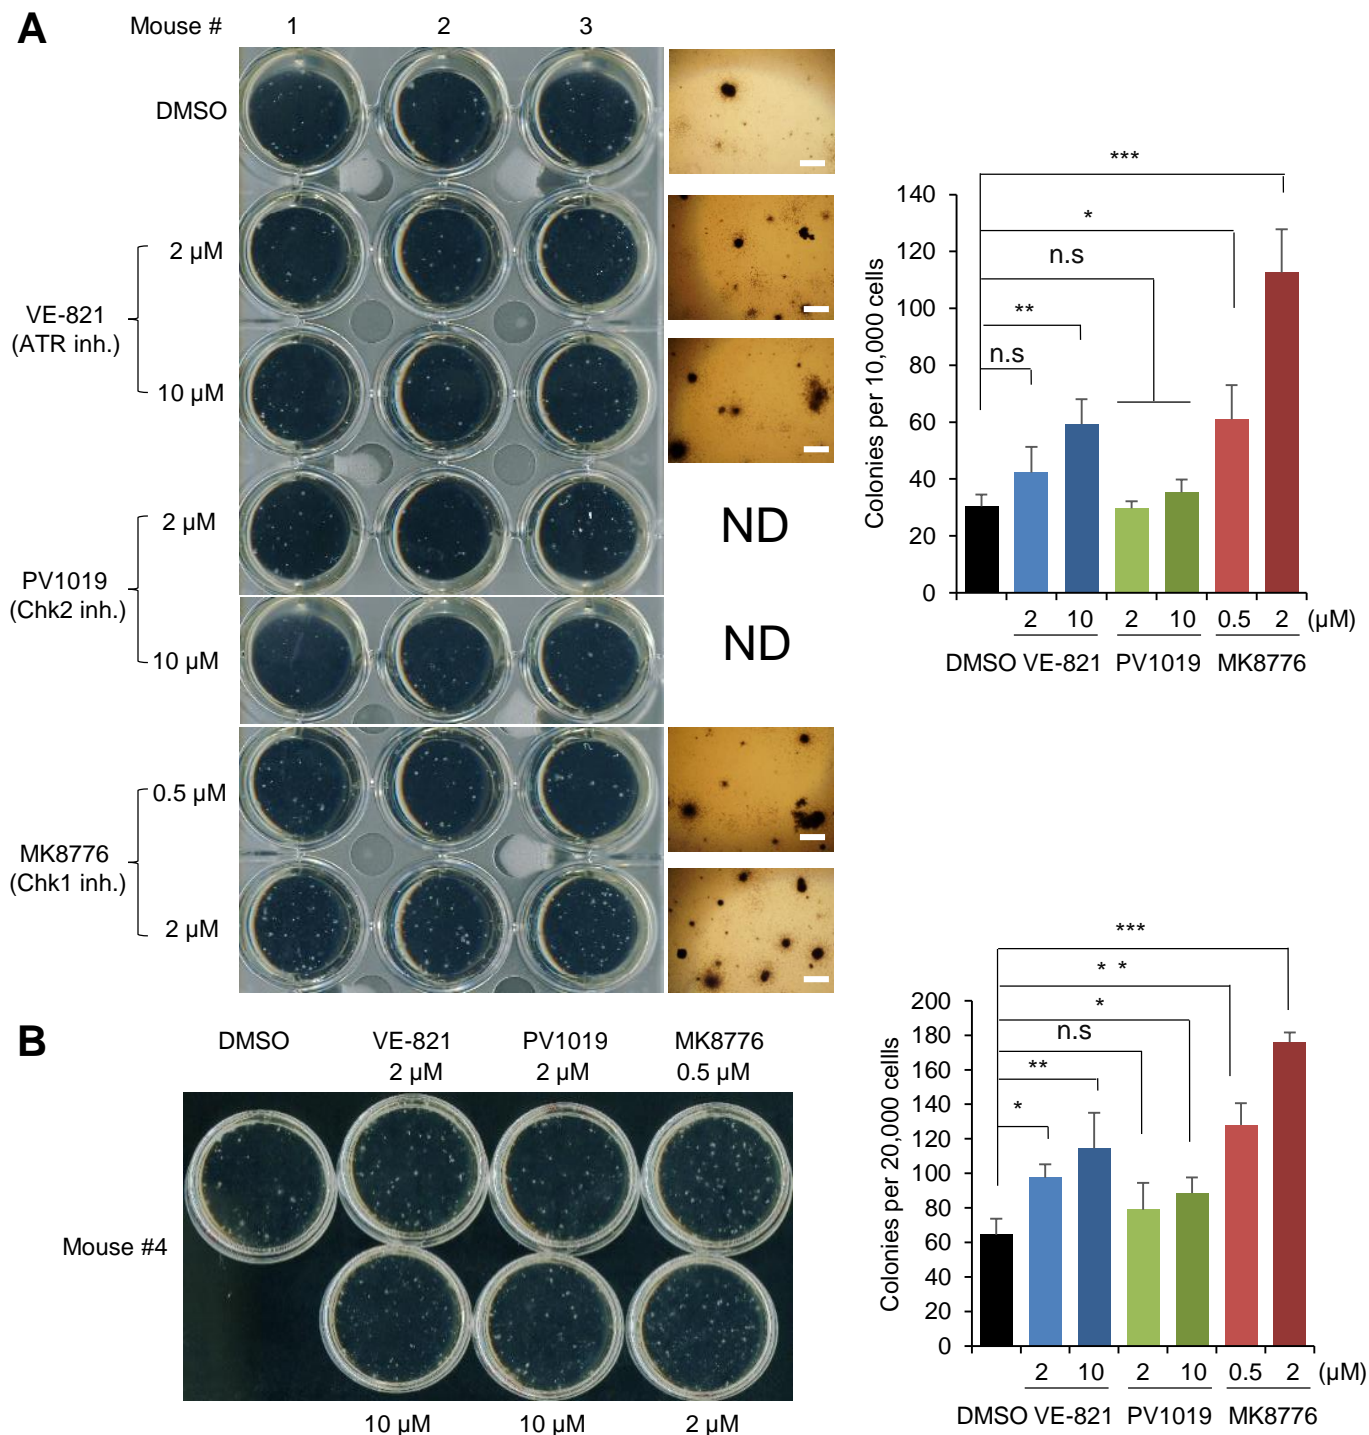 A
Mouse # 1 2 3
DMSO
2 µM
VE-821
(ATR inh.)
10 µM
2 µM
PV1019
(Chk2 inh.)
10 µM
0.5 µM
MK8776
(Chk1 inh.)
2 µM
ND
ND
Colonies per 10,000 cells
140
120
100
80
60
40
20
0
***
*
n.s
**
n.s
2 10 2 10 0.5 2 (µM)
DMSO VE-821 PV1019 MK8776
B
DMSO VE-821 PV1019 MK8776
2 µM 2 µM 0.5 µM
Mouse #4
10 µM 10 µM 2 µM
Colonies per 20,000 cellls
200
180
160
140
120
100
80
60
40
20
0
***
* *
*
n.s
**
*
2 10 2 10 0.5 2 (µM)
DMSO VE-821 PV1019 MK8776